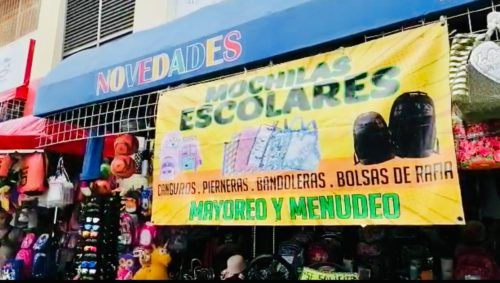 NOVEDADES
MOCHILAS
ESCOLARES
CANGUROS . PIERNERAS . BANDOLERAS . BOLSAS DE RAFIA
MAYOREO Y MENUDEO